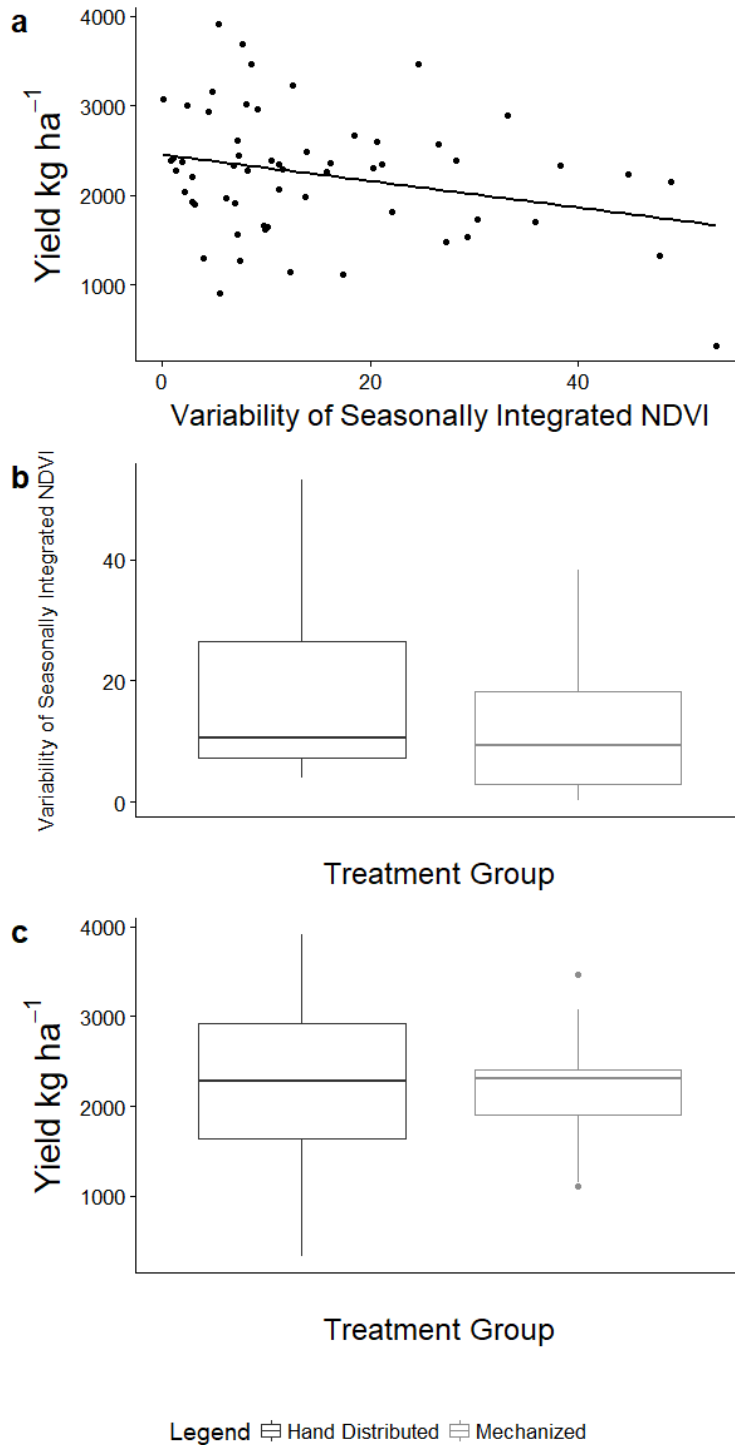 a
Yield kg ha⁻¹
4000
3000
2000
1000
0
20
40
Variability of Seasonally Integrated NDVI
b
Variability of Seasonally Integrated NDVI
40
20
0
Treatment Group
c
Yield kg ha⁻¹
4000
3000
2000
1000
Treatment Group
Legend Hand Distributed Mechanized